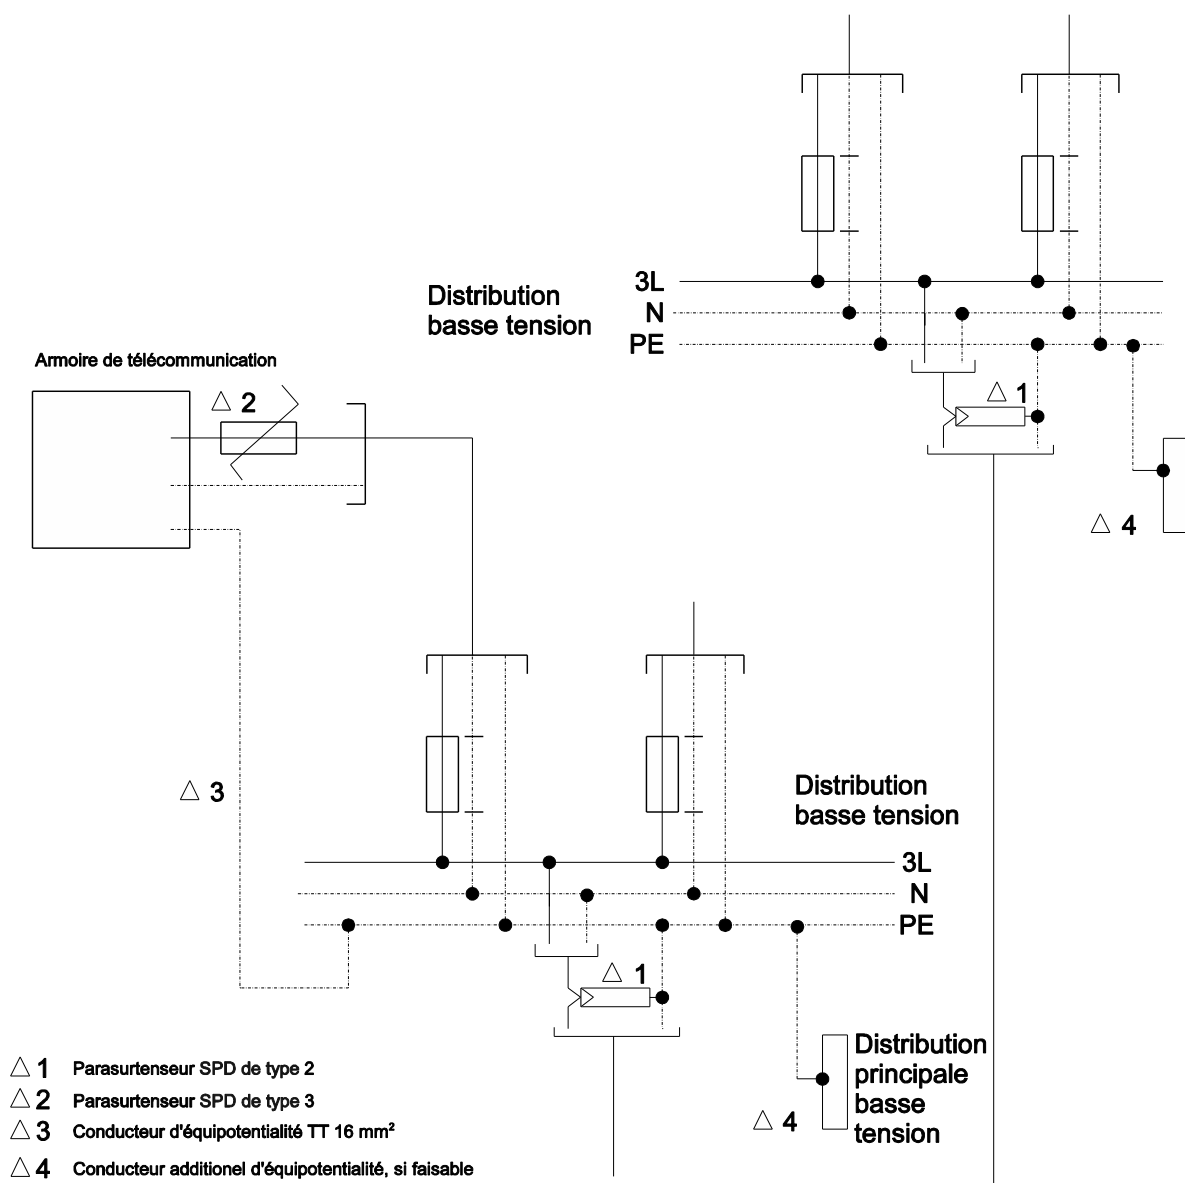 Distribution
basse tension
3L
N
PE
△ 1
△ 4
Armoire de télécommunication
△ 2
△ 3
Distribution
basse tension
3L
N
PE
△ 1
Distribution
principale
basse
tension
△ 4
△ 1 Parasurtenseur SPD de type 2
△ 2 Parasurtenseur SPD de type 3
△ 3 Conducteur d'équipotentialité TT 16 mm²
△ 4 Conducteur additionel d'équipotentialité, si faisable